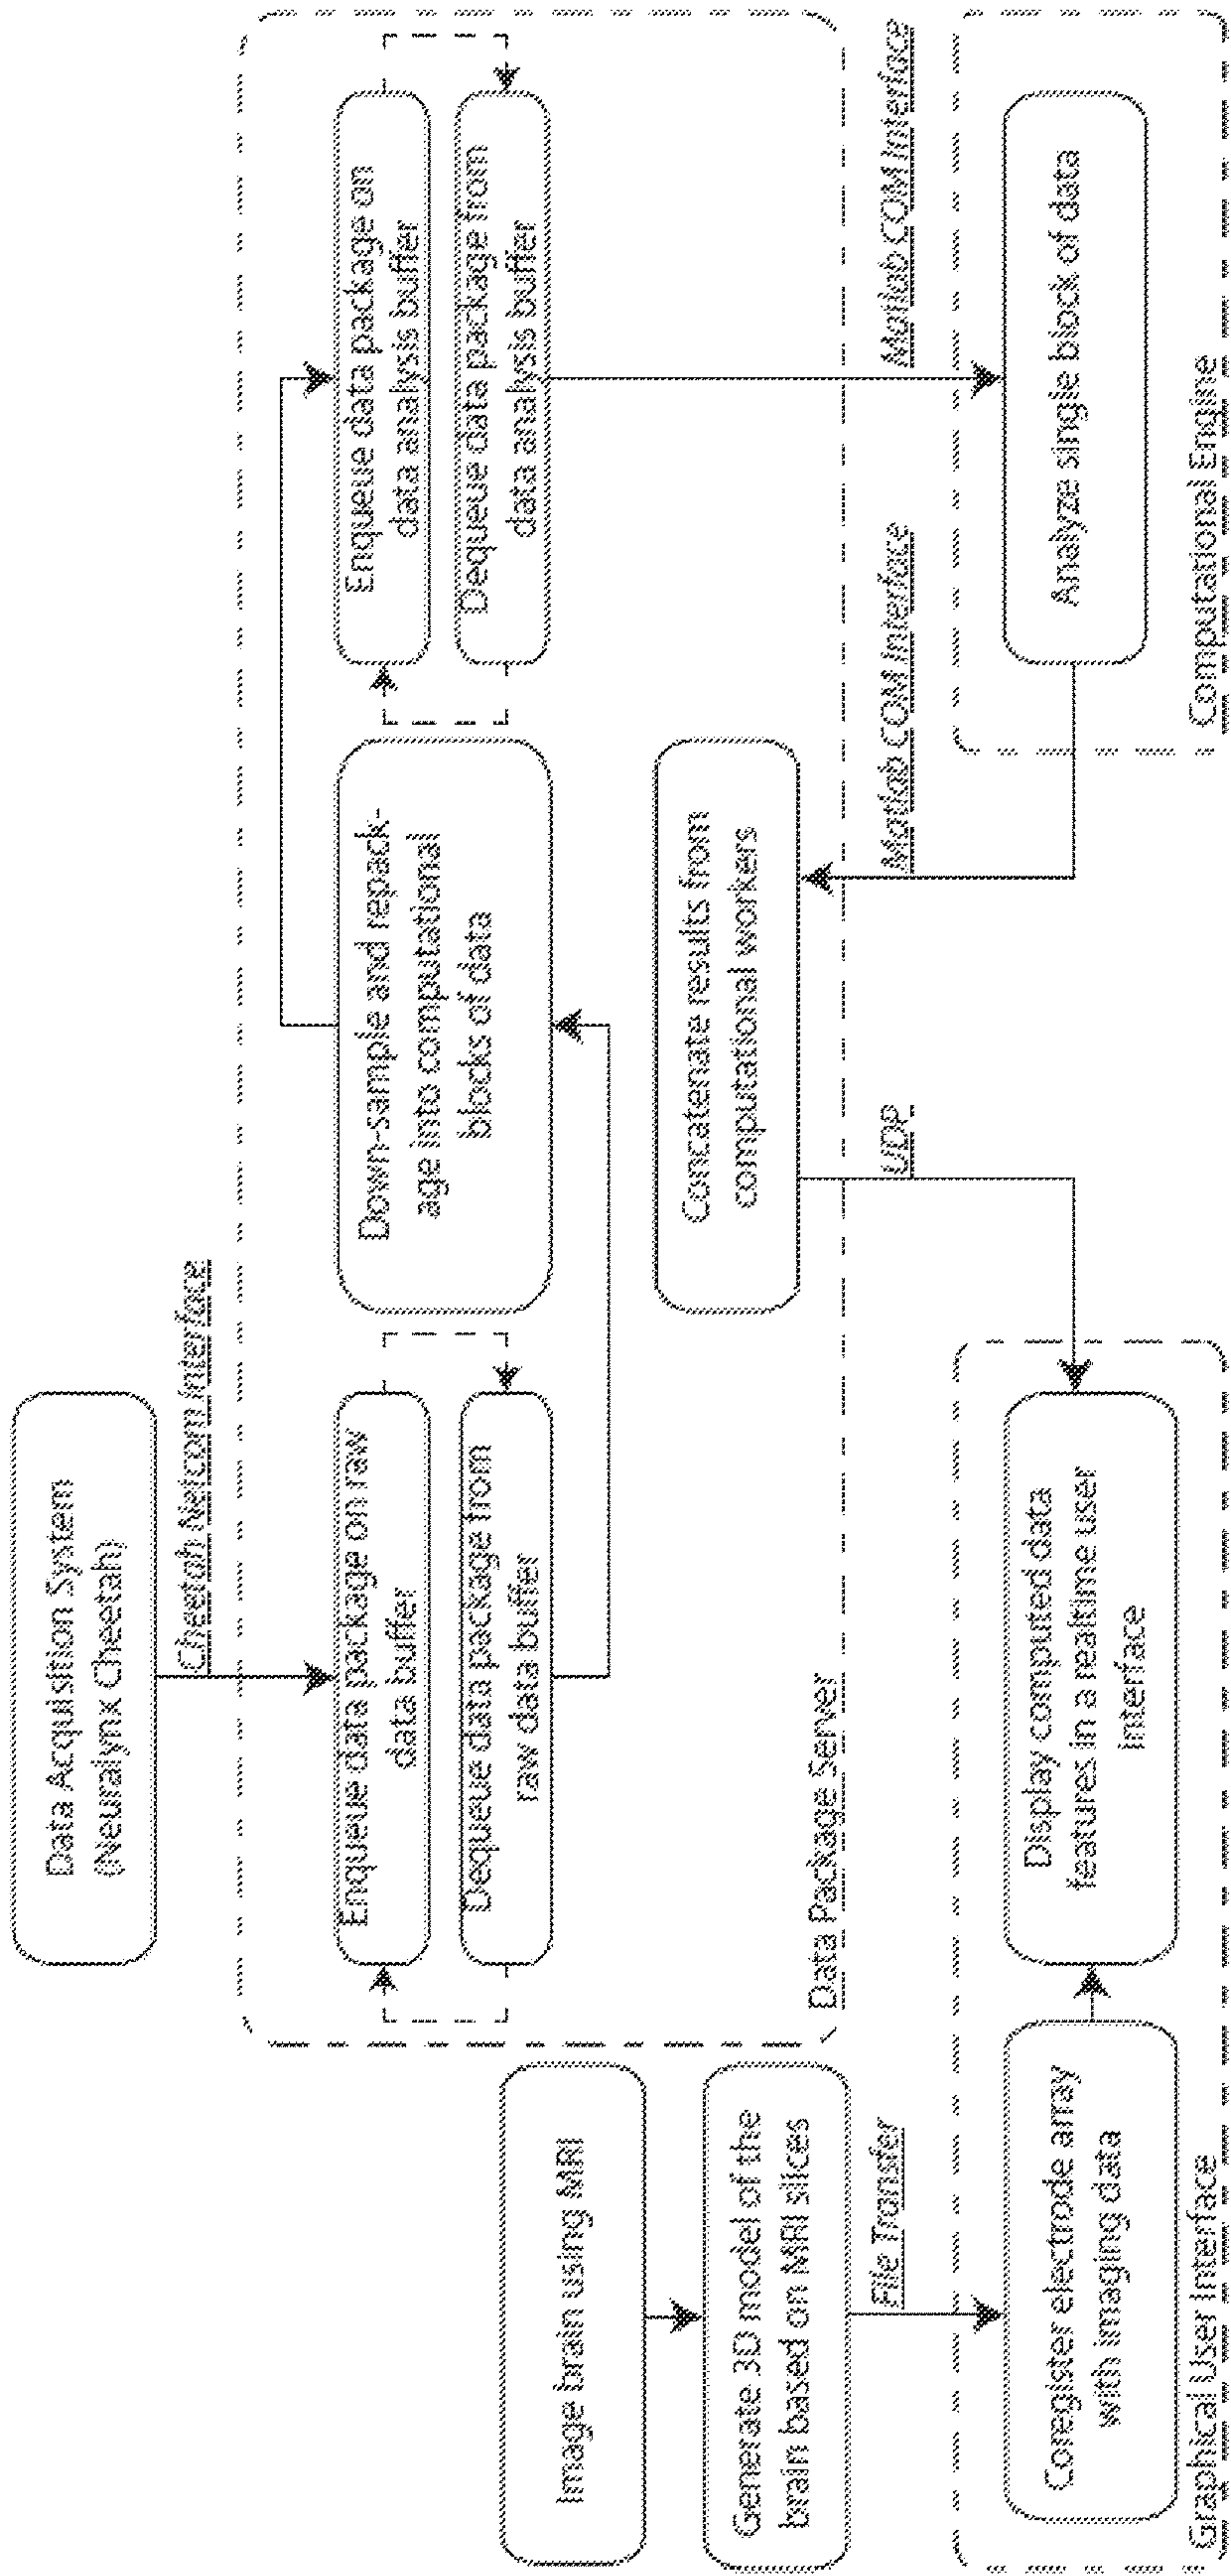 Data Acquisition System
(Neuralynx Cheetah)
Cheetah Netcom Interface
Enqueue data package on raw
data buffer
Dequeue data package from
raw data buffer
Down-sample and repack-
age into computational
blocks of data
Enqueue data package on
data analysis buffer
Dequeue data package from
data analysis buffer
Concatenate results from
computational workers
Data Package Server
Image brain using MRI
Generate 3D model of the
brain based on MRI slices
File Transfer
UDP
Matlab COM Interface
Matlab COM Interface
Coregister electrode array
with imaging data
Display computed data
features in a realtime user
interface
Graphical User Interface
Analyze single block of data
Computational Engine